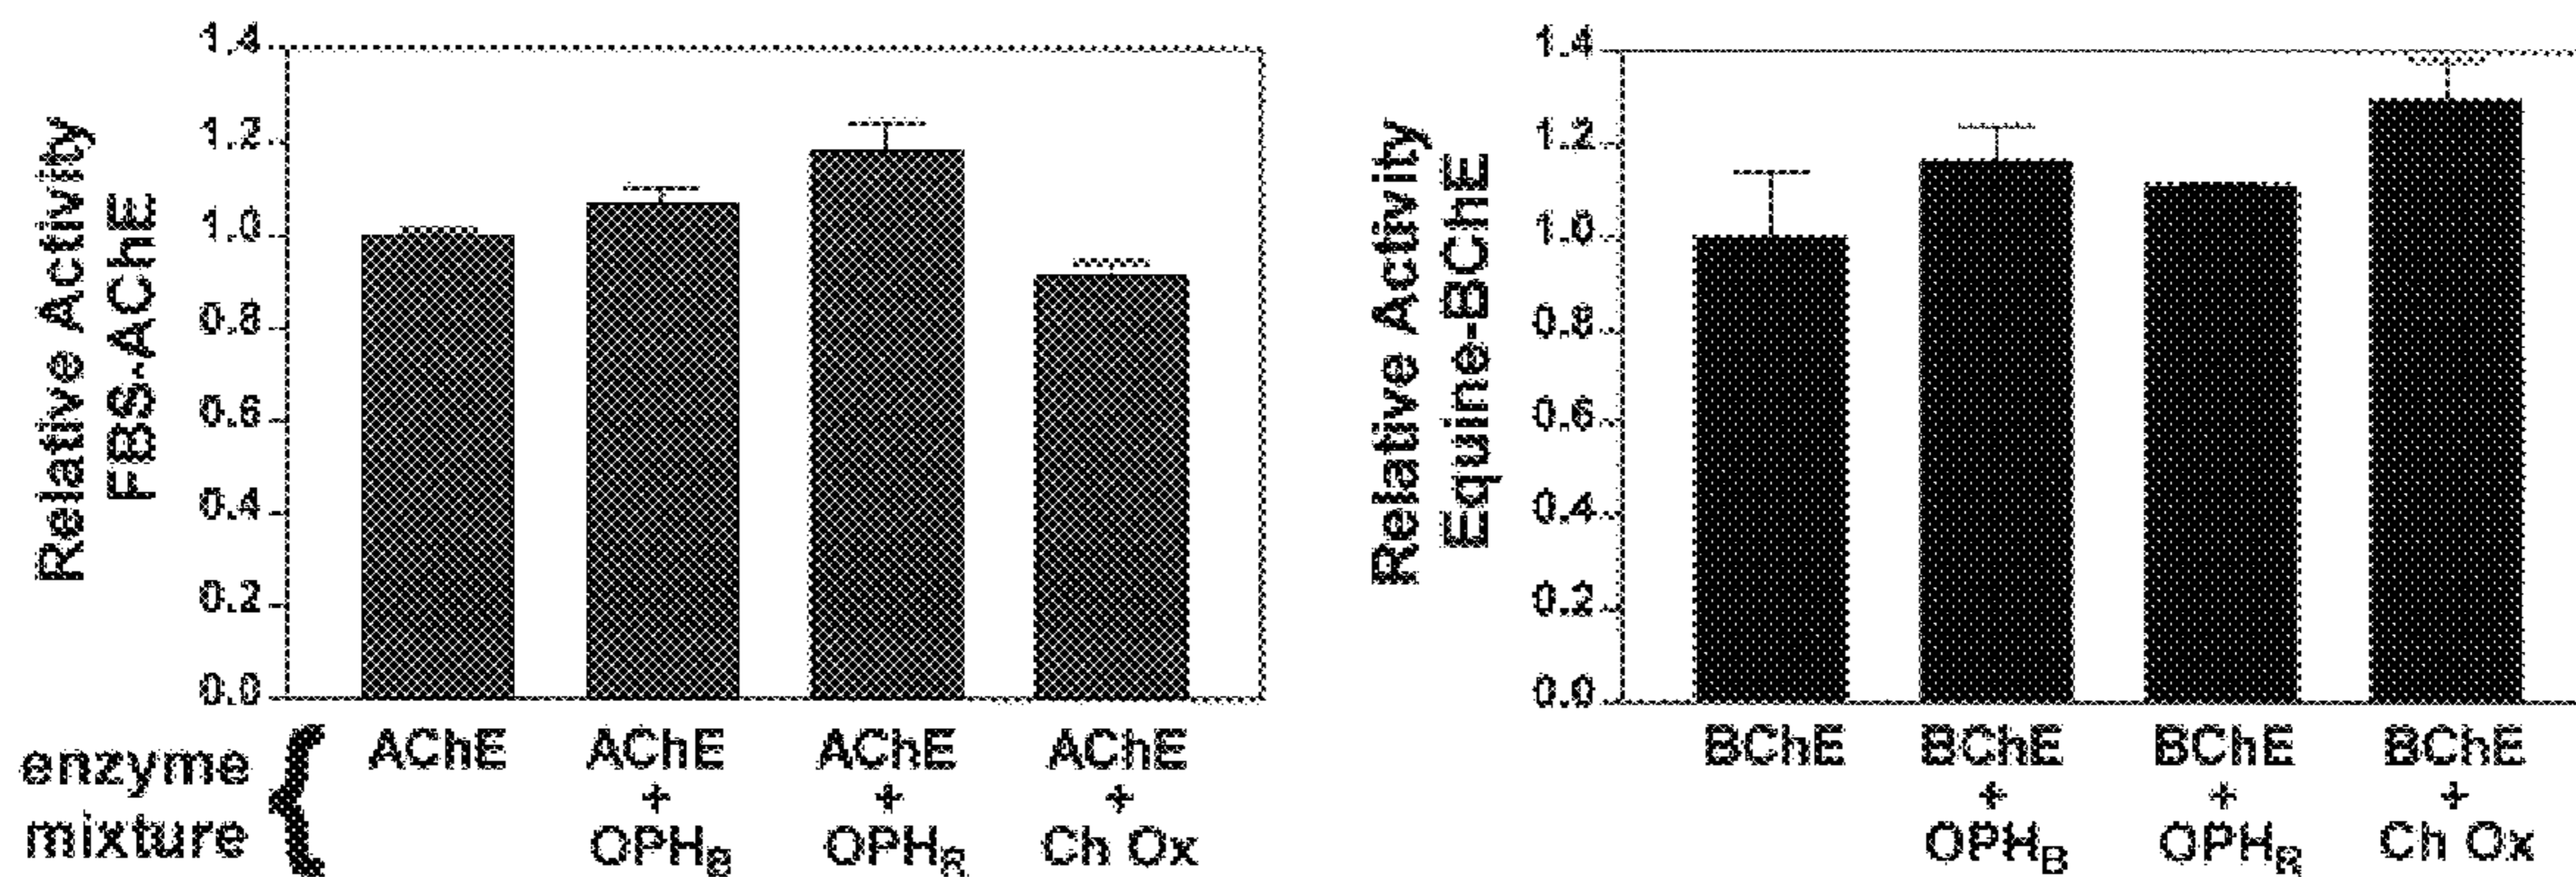 Relative Activity
FBS-AChE
1.4
1.2
1.0
0.8
0.6
0.4
0.2
0.0
enzyme
mixture
AChE
AChE
+
OPHB
AChE
+
OPHR
AChE
+
Ch Ox
Relative Activity
Equine-BChE
1.4
1.2
1.0
0.8
0.6
0.4
0.2
0.0
BChE
BChE
+
OPHB
BChE
+
OPHR
BChE
+
Ch Ox